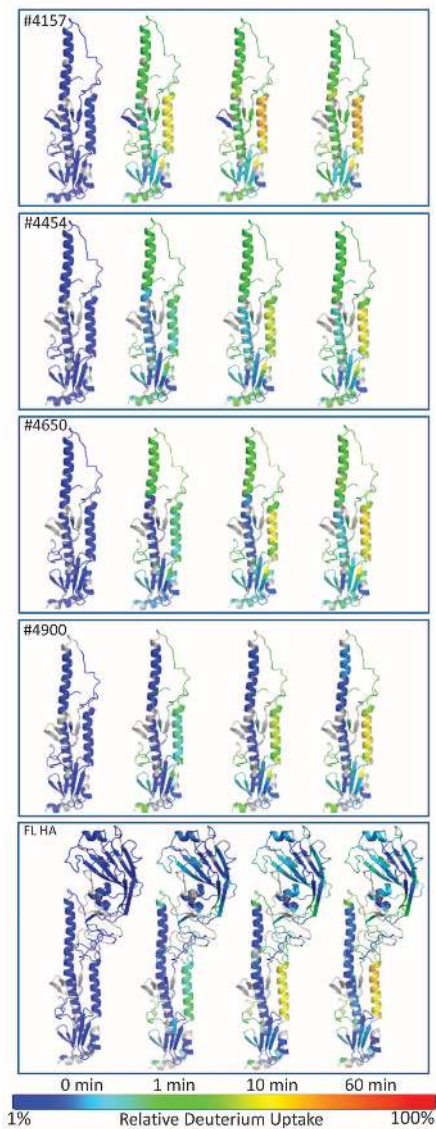 #4157
#4454
#4650
#4900
FL HA
0 min 1 min 10 min 60 min
1% Relative Deuterium Uptake 100%